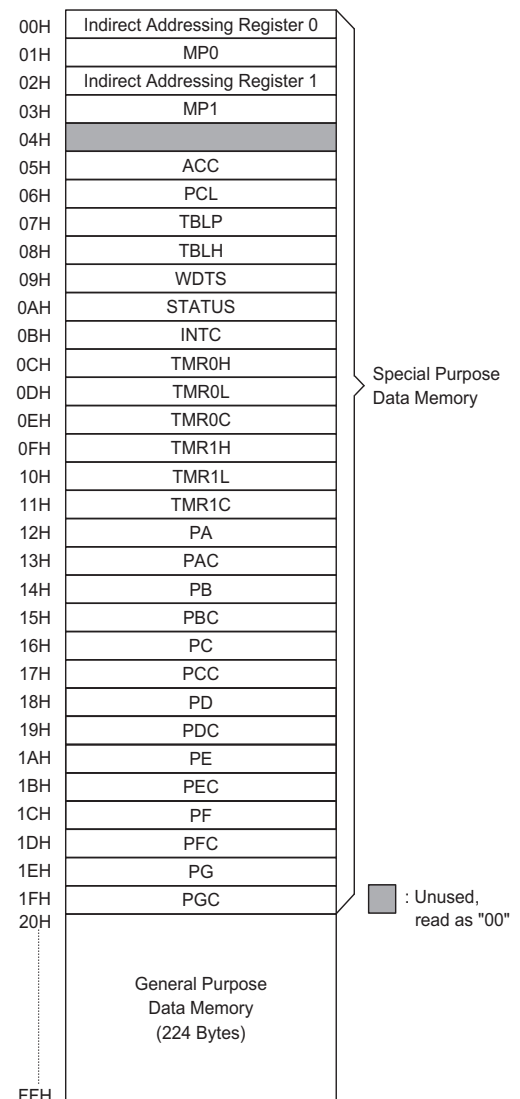 00H Indirect Addressing Register 0
01H MP0
02H Indirect Addressing Register 1
03H MP1
04H
05H ACC
06H PCL
07H TBLP
08H TBLH
09H WDTS
0AH STATUS
0BH INTC
0CH TMR0H
0DH TMR0L
0EH TMR0C
0FH TMR1H
10H TMR1L
11H TMR1C
12H PA
13H PAC
14H PB
15H PBC
16H PC
17H PCC
18H PD
19H PDC
1AH PE
1BH PEC
1CH PF
1DH PFC
1EH PG
1FH PGC
20H
Special Purpose
Data Memory
: Unused,
read as "00"
General Purpose
Data Memory
(224 Bytes)
FFH